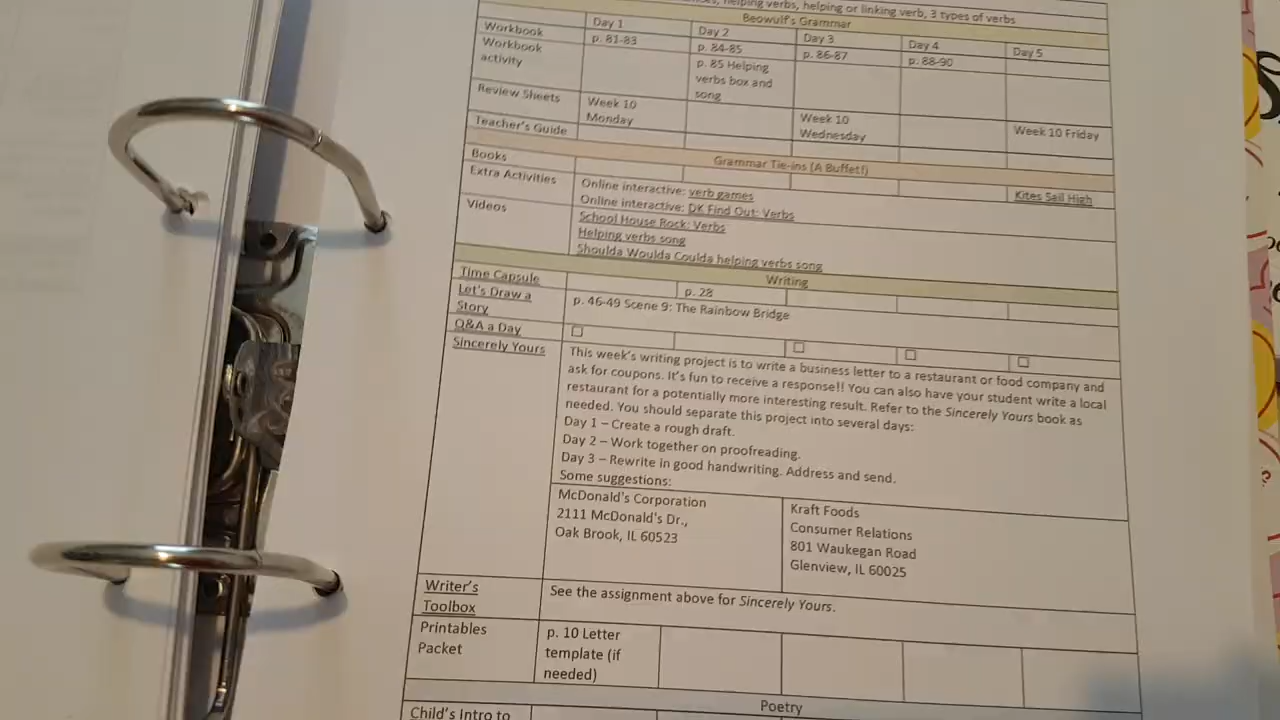 helping verbs, helping or linking verb, 3 types of verbs
Beowulf's Grammar
Day 1 Day 2 Day 3 Day 4 Day 5
Workbook p. 81-83 p. 84-85 p. 86-87 p. 88-90
Workbook activity p. 85 Helping verbs box and song
Review Sheets Week 10 Monday Week 10 Wednesday Week 10 Friday
Teacher's Guide
Grammar Tie-ins (A Buffet!)
Books Kites Sail High
Extra Activities Online interactive: verb games
Online interactive: DK Find Out: Verbs
Videos School House Rock: Verbs
Helping verbs song
Shoulda Woulda Coulda helping verbs song
Writing
Time Capsule p. 28
Let's Draw a Story p. 46-49 Scene 9: The Rainbow Bridge
Q&A a Day ☐ ☐ ☐ ☐
Sincerely Yours
This week's writing project is to write a business letter to a restaurant or food company and
ask for coupons. It's fun to receive a response!! You can also have your student write a local
restaurant for a potentially more interesting result. Refer to the Sincerely Yours book as
needed. You should separate this project into several days:
Day 1 – Create a rough draft.
Day 2 – Work together on proofreading.
Day 3 – Rewrite in good handwriting. Address and send.
Some suggestions:
McDonald's Corporation
2111 McDonald's Dr.,
Oak Brook, IL 60523
Kraft Foods
Consumer Relations
801 Waukegan Road
Glenview, IL 60025
Writer's Toolbox
See the assignment above for Sincerely Yours.
Printables Packet
p. 10 Letter
template (if
needed)
Poetry
Child's Intro to